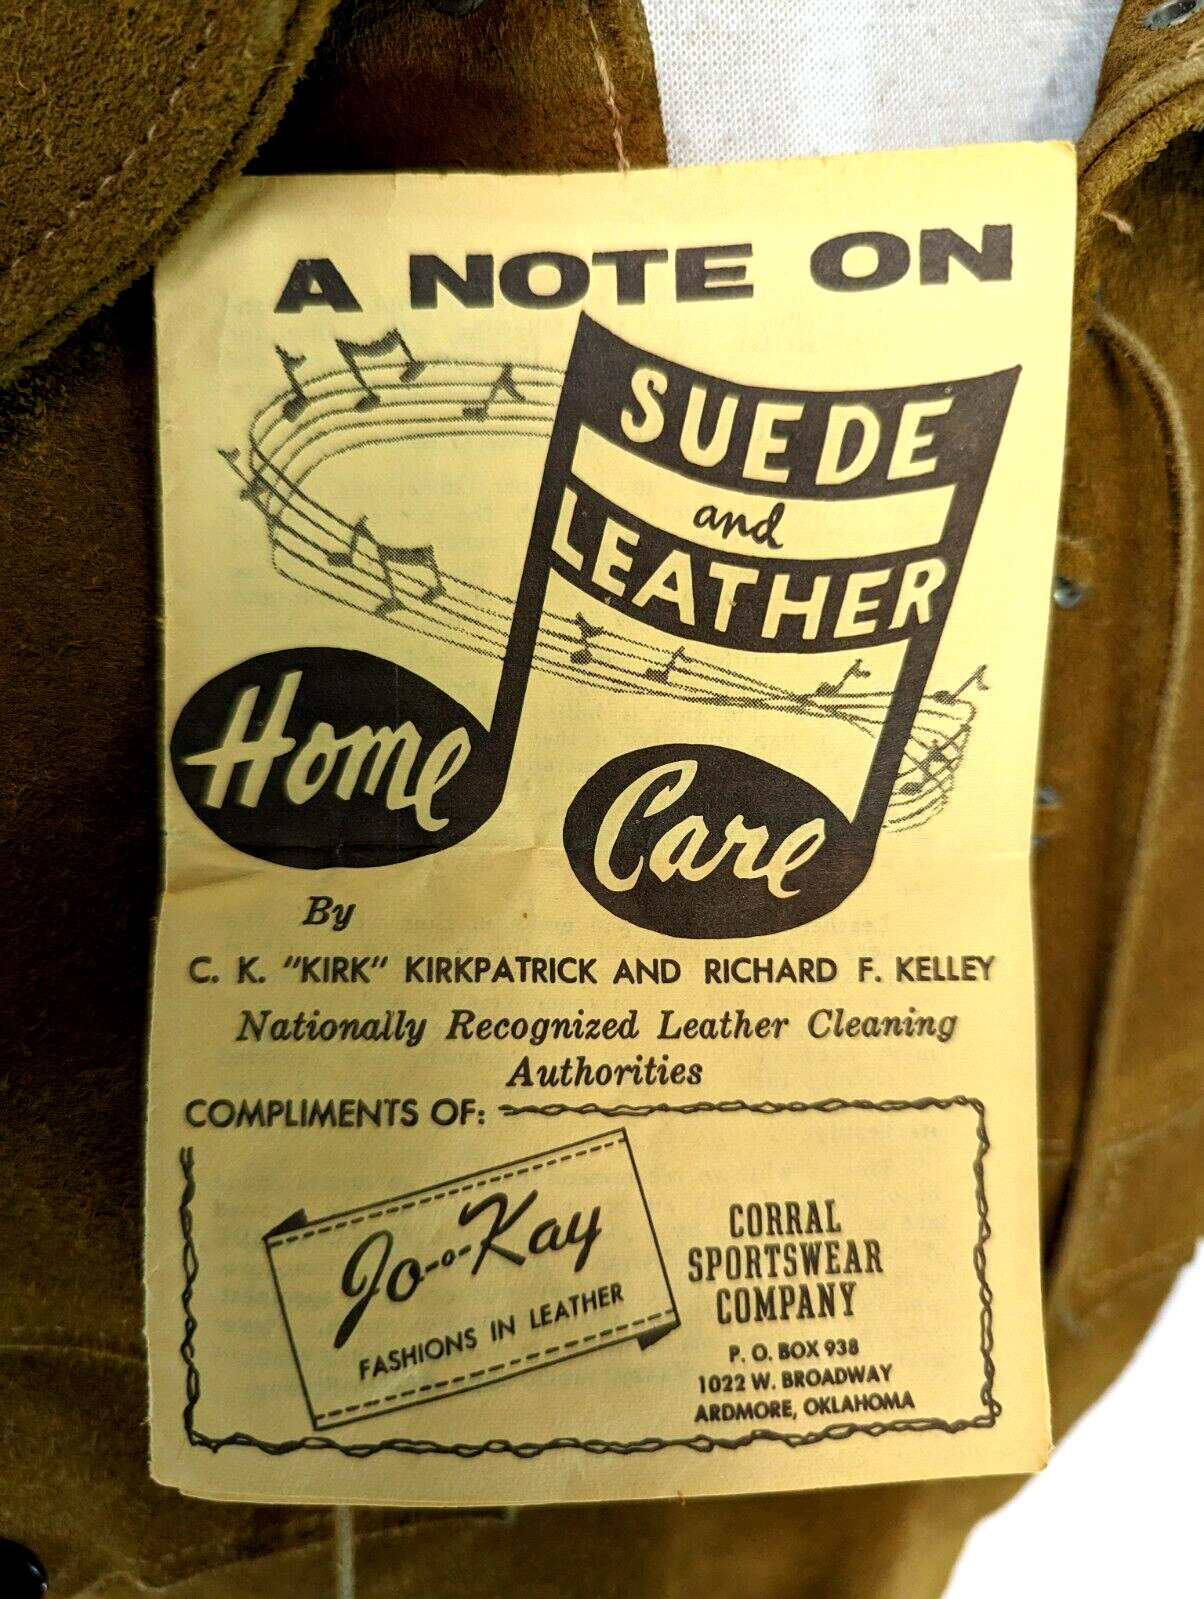 A NOTE ON
SUEDE
and
LEATHER
Home
Care
By
C. K. "KIRK" KIRKPATRICK AND RICHARD F. KELLEY
Nationally Recognized Leather Cleaning
Authorities
COMPLIMENTS OF:
Jo-o-Kay
FASHIONS IN LEATHER
CORRAL
SPORTSWEAR
COMPANY
P. O. BOX 938
1022 W. BROADWAY
ARDMORE, OKLAHOMA